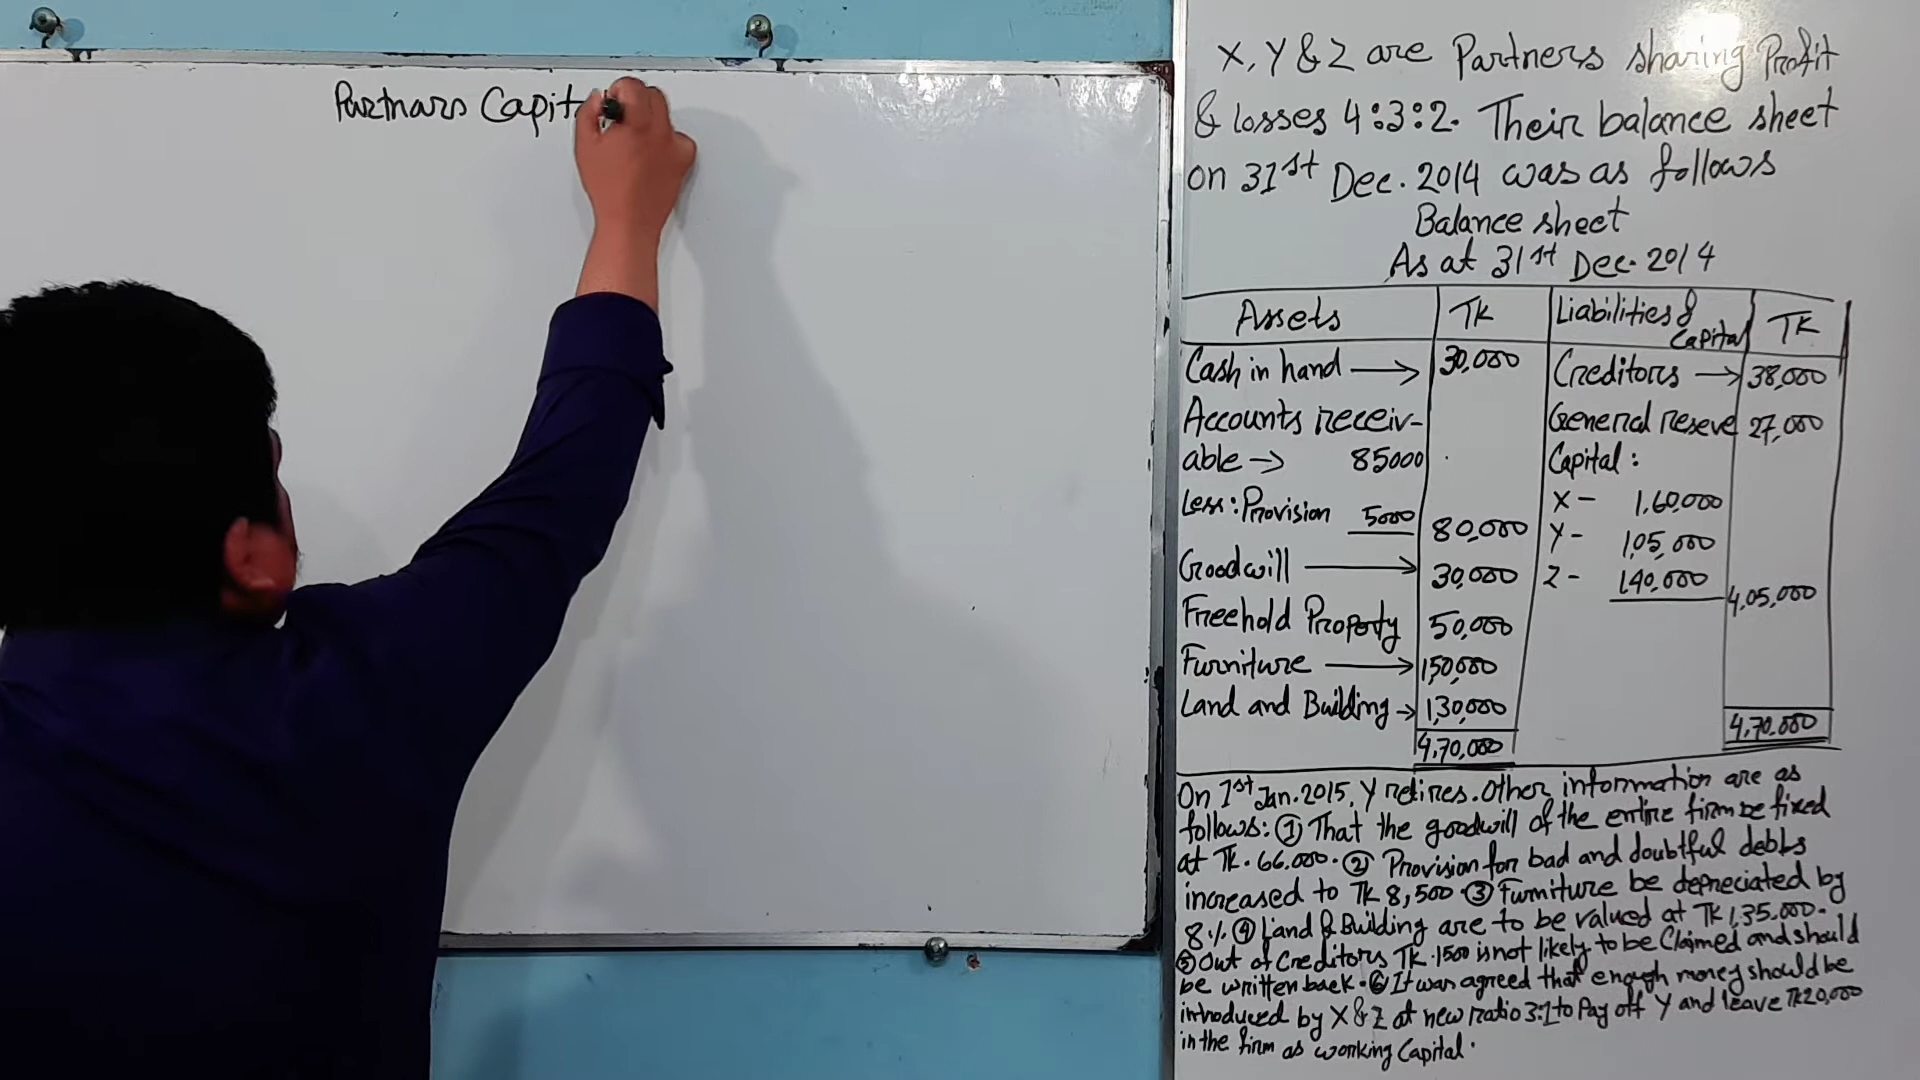 Partnars Capit
X, Y & Z are Partners sharing Profit
& losses 4:3:2. Their balance sheet
on 31st Dec. 2014 was as follows
Balance sheet
As at 31st Dec. 2014
Assets TK Liabilities & Capital TK
Cash in hand → 30,000 Creditors → 38,000
Accounts receiv- General reseve 27,000
able → 85000 Capital:
X - 1,60,000
Less: Provision 5000 80,000 Y - 1,05,000
Goodwill → 30,000 Z - 1,40,000 4,05,000
Freehold Property 50,000
Furniture → 1,50,000
Land and Building → 1,30,000
4,70,000 4,70,000
On 1st Jan. 2015, Y retires. Other information are as
follows: ① That the goodwill of the entire firm be fixed
at TK. 66.000. ② Provision for bad and doubtful debts
increased to TK 8,500 ③ Furniture be depreciated by
8%. ④ Land & Building are to be valued at TK 1,35.000.
⑤ Out of Creditors TK. 1500 is not likely to be Claimed and should
be written back. ⑥ It was agreed that enough money should be
introduced by X & Z at new ratio 3:1 to Pay off Y and leave TK 20,000
in the firm as working Capital.